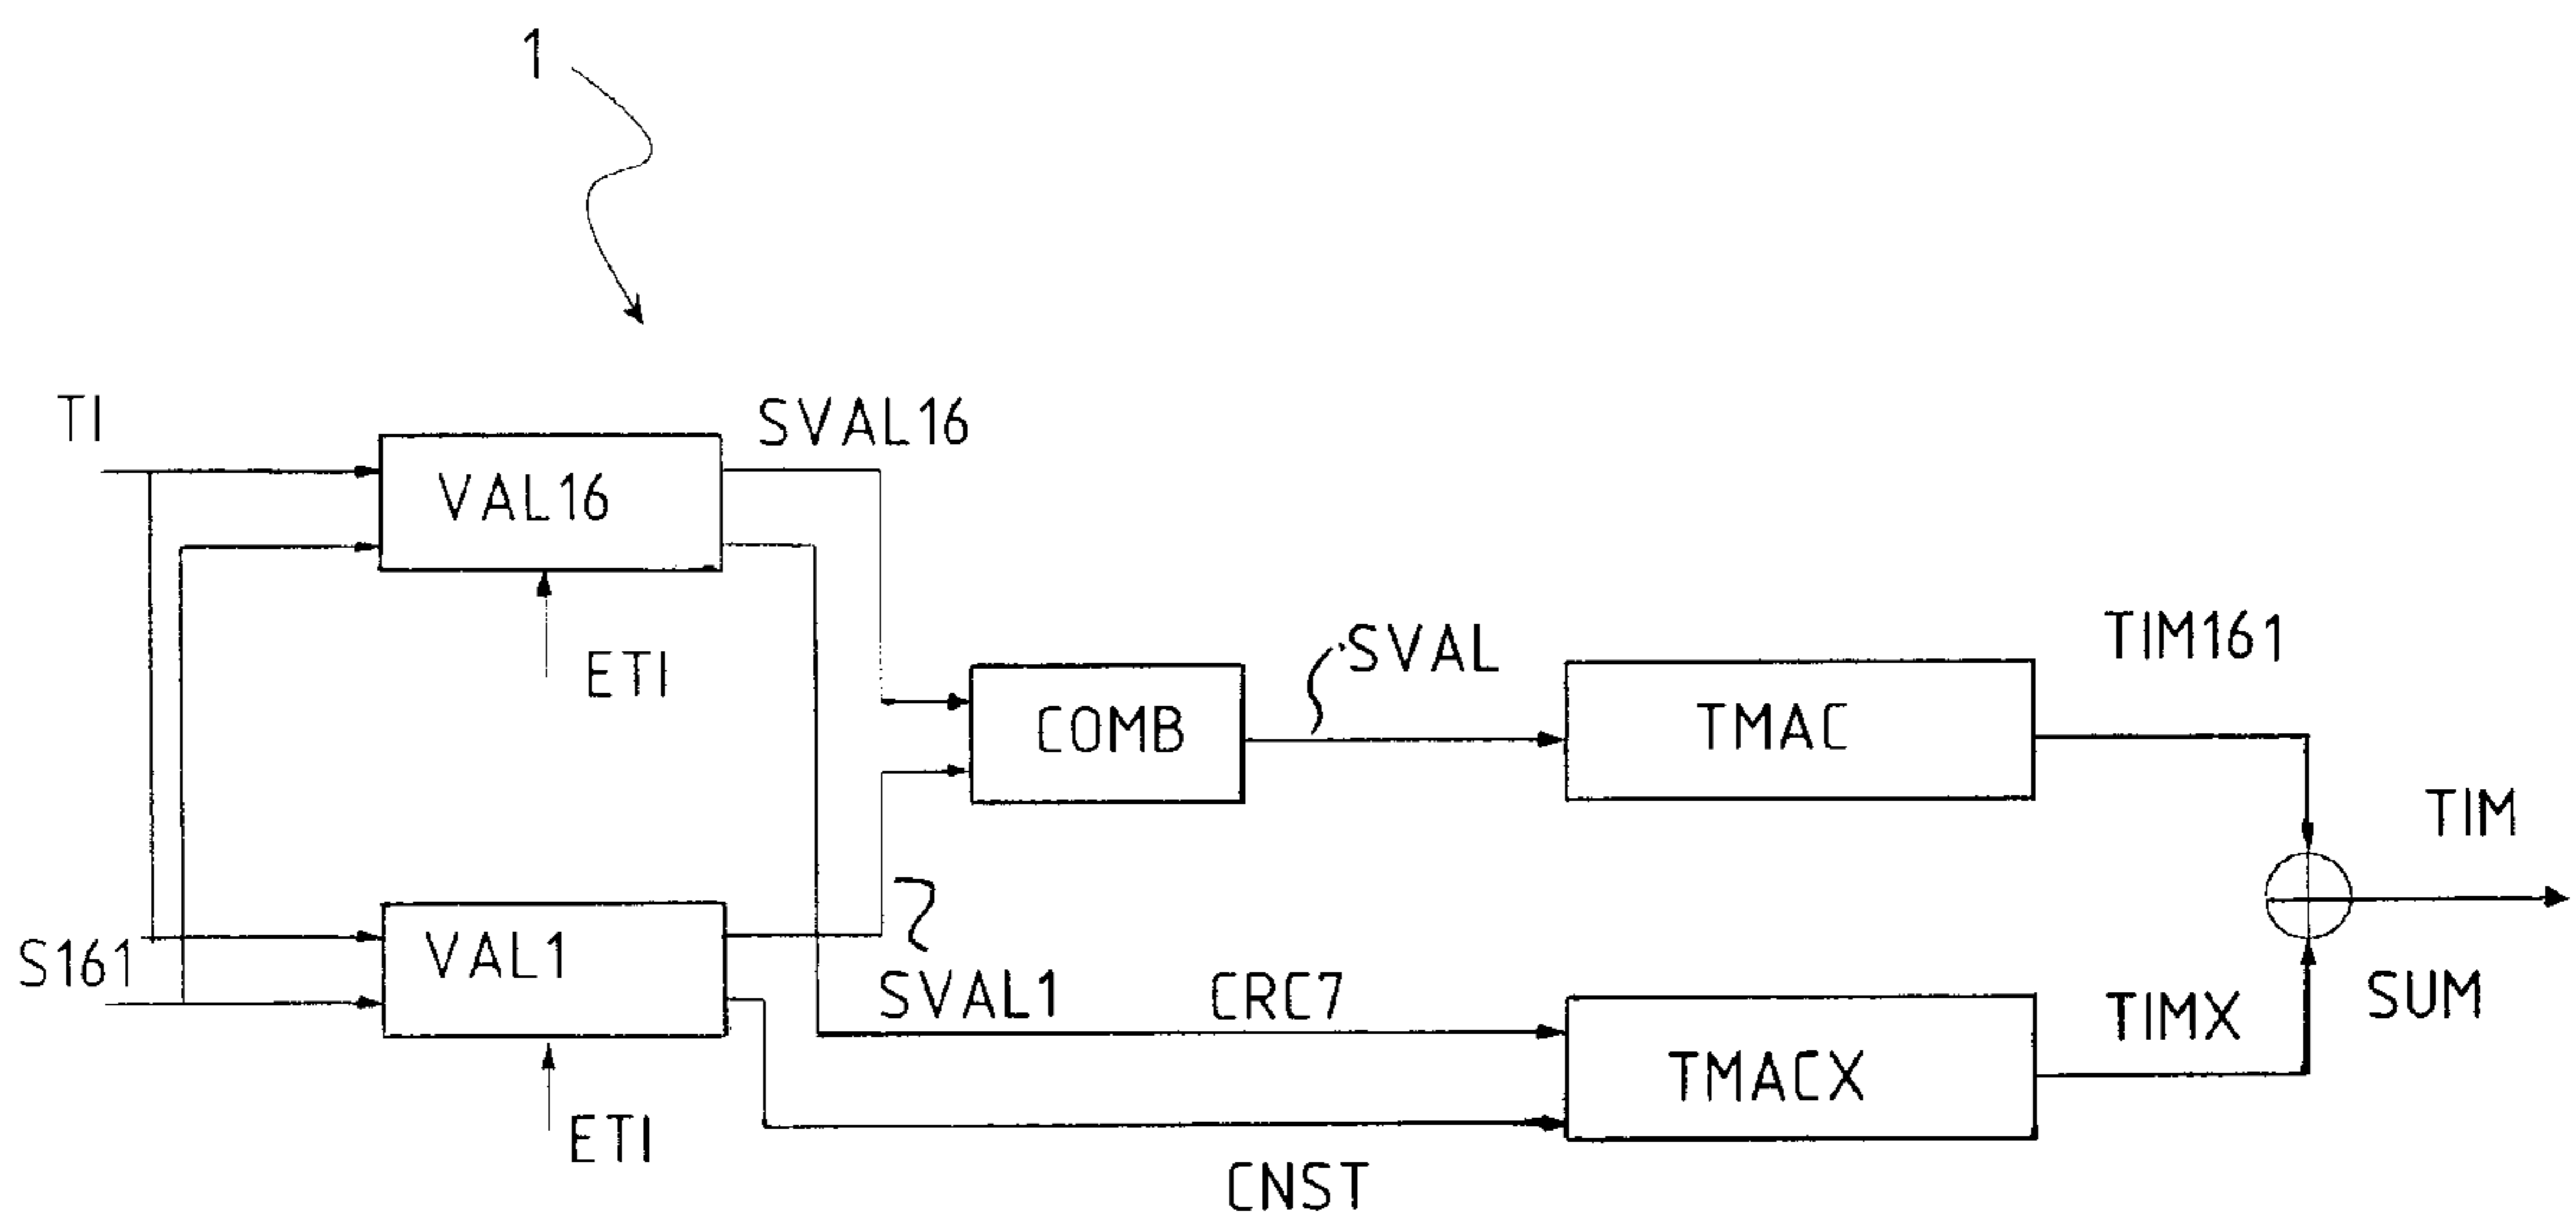 1
TI
SVAL16
VAL16
ETI
SVAL
TIM161
COMB
TMAC
TIM
S161
VAL1
SVAL1
CRC7
TIMX
SUM
TMACX
ETI
CNST